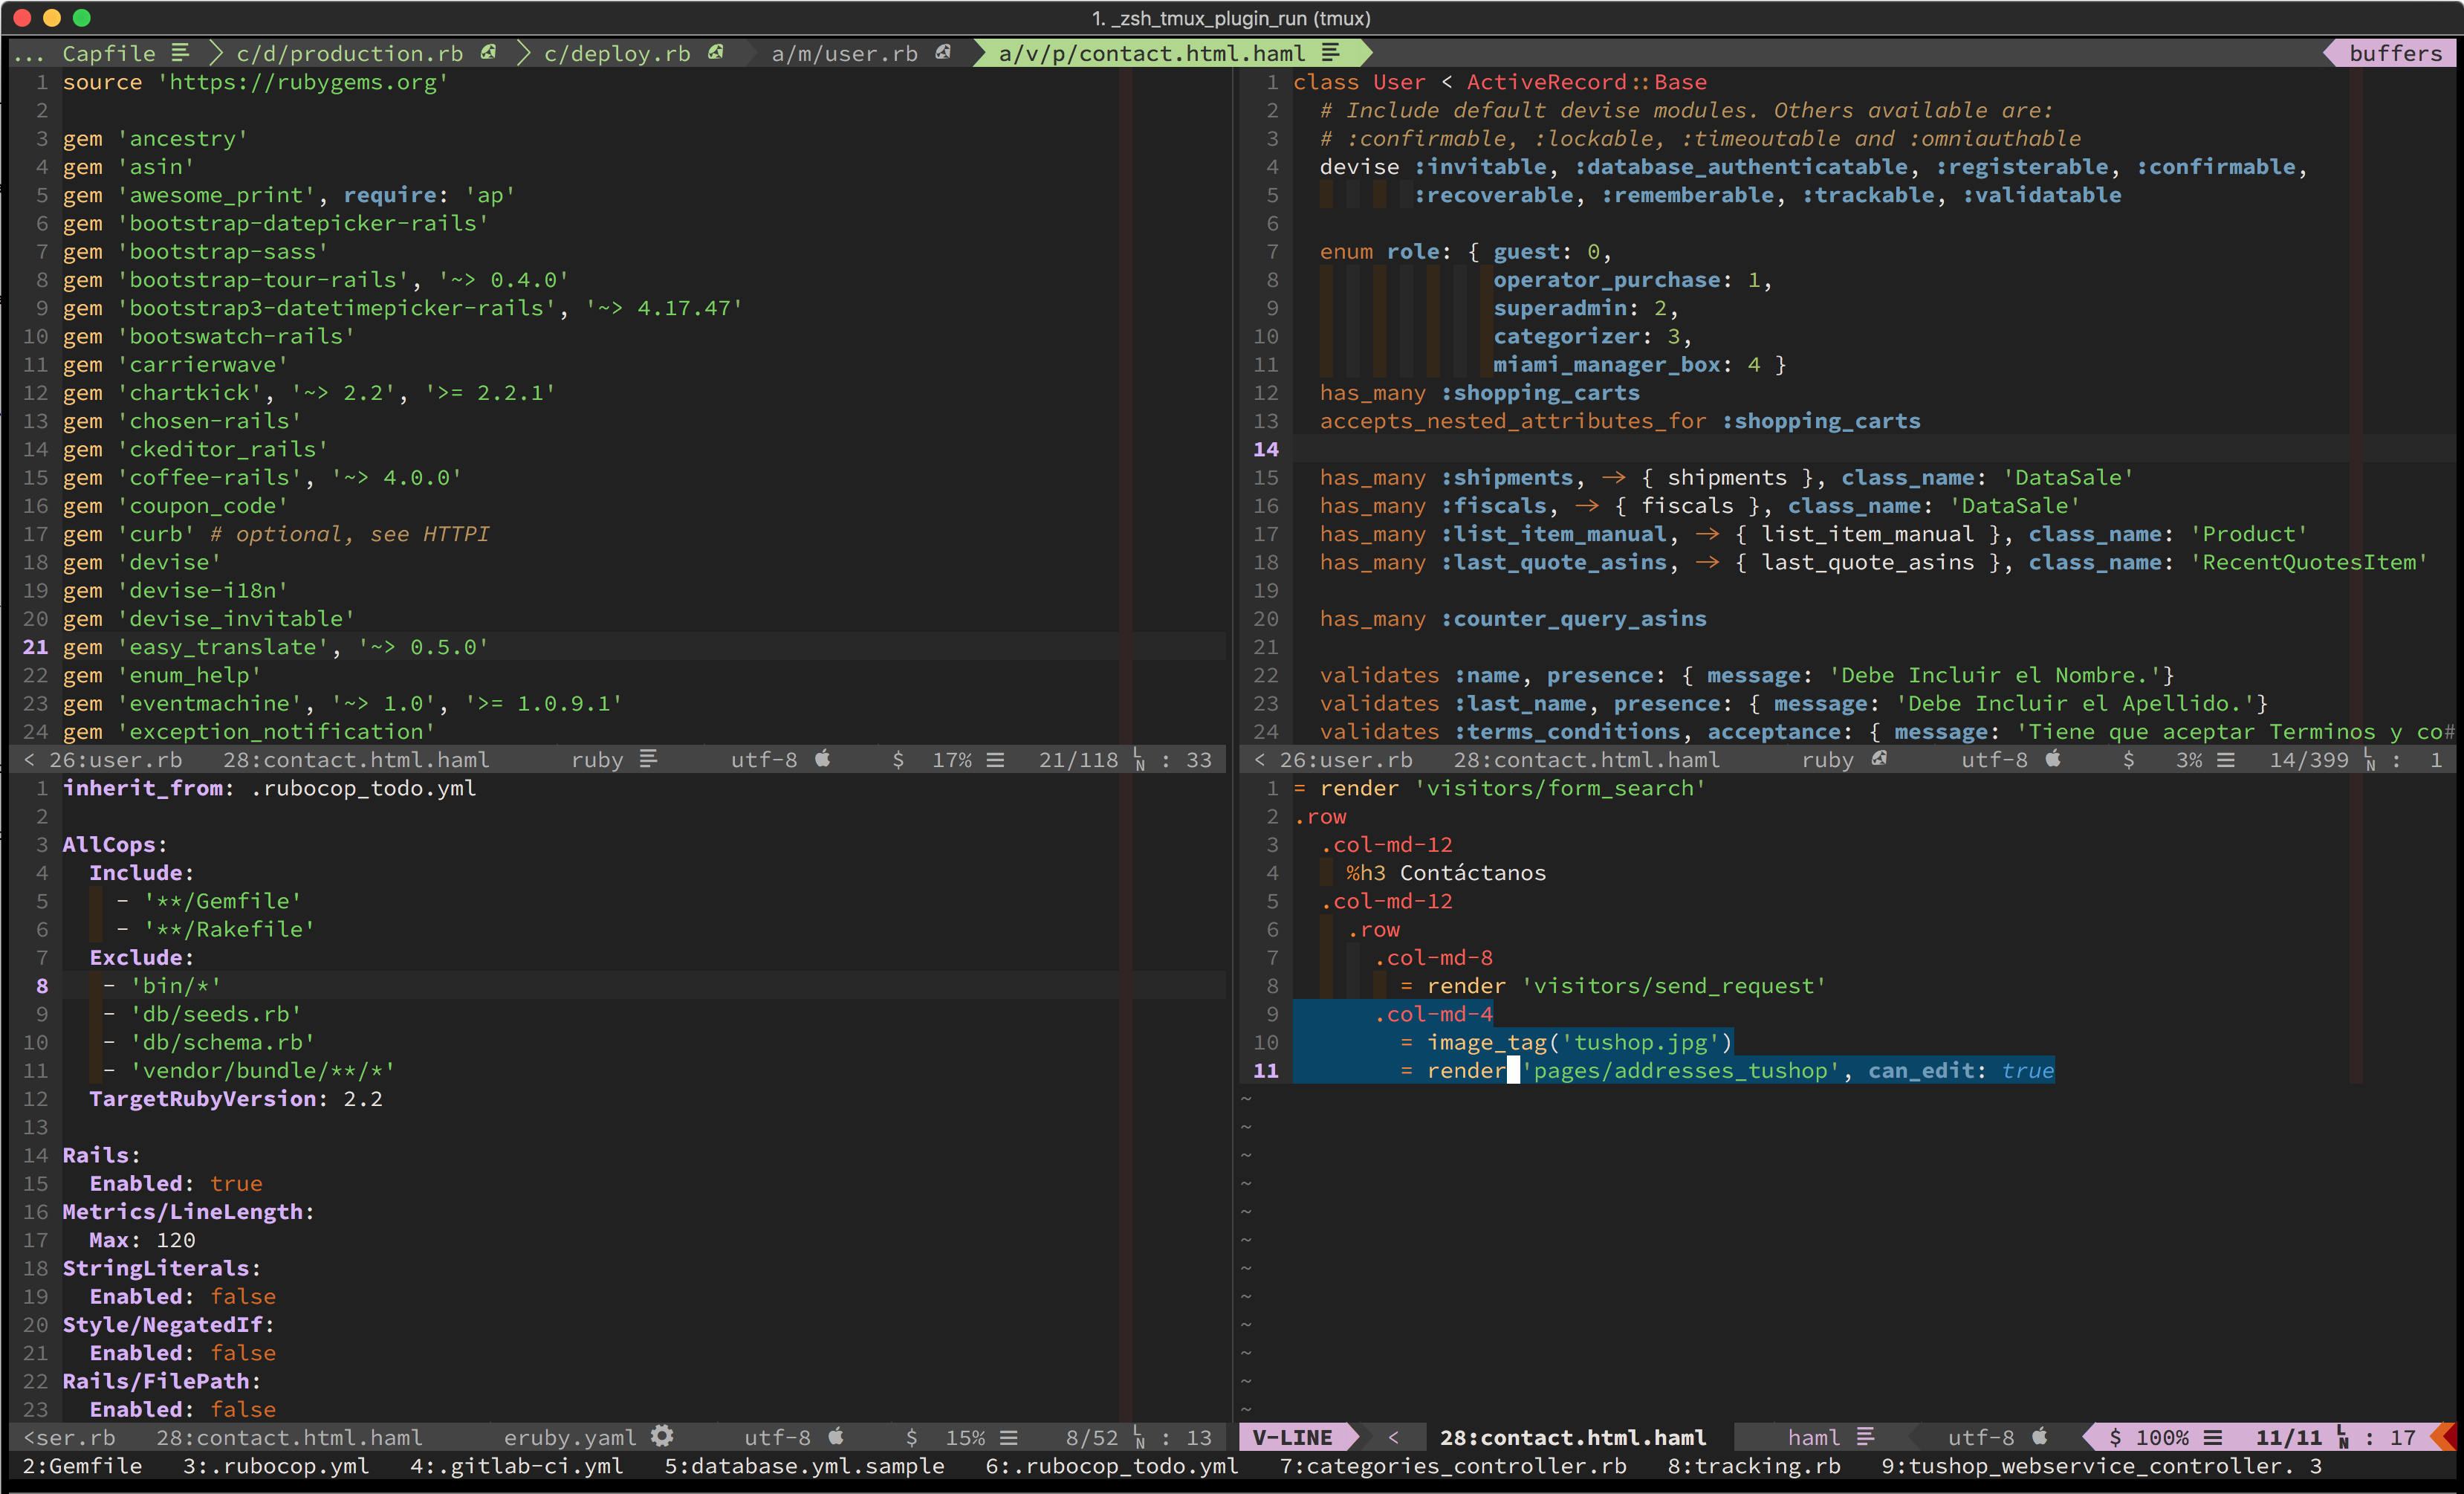 1. _zsh_tmux_plugin_run (tmux)
... Capfile c/d/production.rb c/deploy.rb a/m/user.rb a/v/p/contact.html.haml buffers
1 source 'https://rubygems.org'
2
3 gem 'ancestry'
4 gem 'asin'
5 gem 'awesome_print', require: 'ap'
6 gem 'bootstrap-datepicker-rails'
7 gem 'bootstrap-sass'
8 gem 'bootstrap-tour-rails', '~> 0.4.0'
9 gem 'bootstrap3-datetimepicker-rails', '~> 4.17.47'
10 gem 'bootswatch-rails'
11 gem 'carrierwave'
12 gem 'chartkick', '~> 2.2', '>= 2.2.1'
13 gem 'chosen-rails'
14 gem 'ckeditor_rails'
15 gem 'coffee-rails', '~> 4.0.0'
16 gem 'coupon_code'
17 gem 'curb' # optional, see HTTPI
18 gem 'devise'
19 gem 'devise-i18n'
20 gem 'devise_invitable'
21 gem 'easy_translate', '~> 0.5.0'
22 gem 'enum_help'
23 gem 'eventmachine', '~> 1.0', '>= 1.0.9.1'
24 gem 'exception_notification'
< 26:user.rb 28:contact.html.haml ruby utf-8 $ 17% ☰ 21/118 LN : 33
1 inherit_from: .rubocop_todo.yml
2
3 AllCops:
4 Include:
5 - '**/Gemfile'
6 - '**/Rakefile'
7 Exclude:
8 - 'bin/*'
9 - 'db/seeds.rb'
10 - 'db/schema.rb'
11 - 'vendor/bundle/**/*'
12 TargetRubyVersion: 2.2
13
14 Rails:
15 Enabled: true
16 Metrics/LineLength:
17 Max: 120
18 StringLiterals:
19 Enabled: false
20 Style/NegatedIf:
21 Enabled: false
22 Rails/FilePath:
23 Enabled: false
<ser.rb 28:contact.html.haml eruby.yaml utf-8 $ 15% ☰ 8/52 LN : 13
1 class User < ActiveRecord::Base
2 # Include default devise modules. Others available are:
3 # :confirmable, :lockable, :timeoutable and :omniauthable
4 devise :invitable, :database_authenticatable, :registerable, :confirmable,
5 :recoverable, :rememberable, :trackable, :validatable
6
7 enum role: { guest: 0,
8 operator_purchase: 1,
9 superadmin: 2,
10 categorizer: 3,
11 miami_manager_box: 4 }
12 has_many :shopping_carts
13 accepts_nested_attributes_for :shopping_carts
14
15 has_many :shipments, -> { shipments }, class_name: 'DataSale'
16 has_many :fiscals, -> { fiscals }, class_name: 'DataSale'
17 has_many :list_item_manual, -> { list_item_manual }, class_name: 'Product'
18 has_many :last_quote_asins, -> { last_quote_asins }, class_name: 'RecentQuotesItem'
19
20 has_many :counter_query_asins
21
22 validates :name, presence: { message: 'Debe Incluir el Nombre.'}
23 validates :last_name, presence: { message: 'Debe Incluir el Apellido.'}
24 validates :terms_conditions, acceptance: { message: 'Tiene que aceptar Terminos y co#
< 26:user.rb 28:contact.html.haml ruby utf-8 $ 3% ☰ 14/399 LN : 1
1 = render 'visitors/form_search'
2 .row
3 .col-md-12
4 %h3 Contáctanos
5 .col-md-12
6 .row
7 .col-md-8
8 = render 'visitors/send_request'
9 .col-md-4
10 = image_tag('tushop.jpg')
11 = render 'pages/addresses_tushop', can_edit: true
~
~
~
~
~
~
~
~
~
~
~
~
V-LINE < 28:contact.html.haml haml utf-8 $ 100% ☰ 11/11 LN : 17
2:Gemfile 3:.rubocop.yml 4:.gitlab-ci.yml 5:database.yml.sample 6:.rubocop_todo.yml 7:categories_controller.rb 8:tracking.rb 9:tushop_webservice_controller. 3